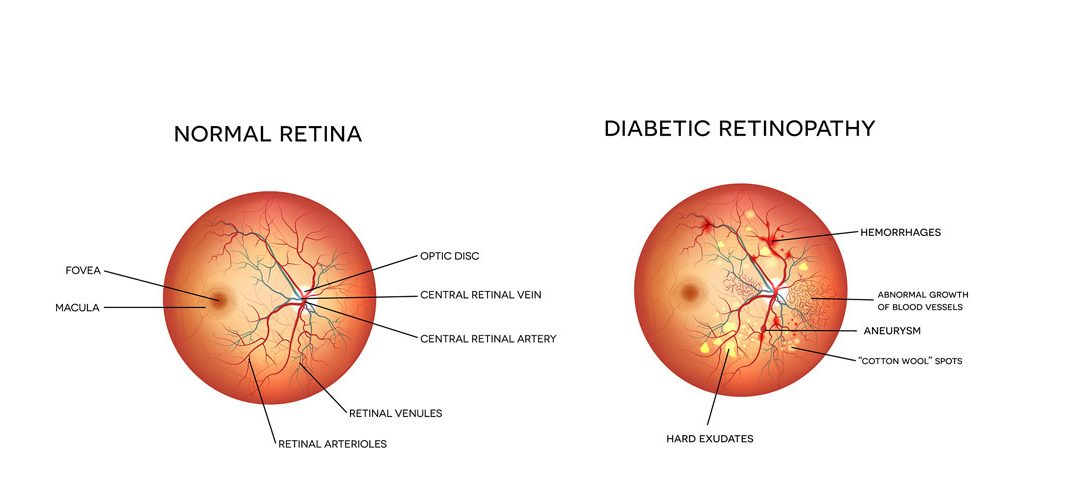 NORMAL RETINA
FOVEA
MACULA
OPTIC DISC
CENTRAL RETINAL VEIN
CENTRAL RETINAL ARTERY
RETINAL VENULES
RETINAL ARTERIOLES
DIABETIC RETINOPATHY
HEMORRHAGES
ABNORMAL GROWTH
OF BLOOD VESSELS
ANEURYSM
"COTTON WOOL" SPOTS
HARD EXUDATES